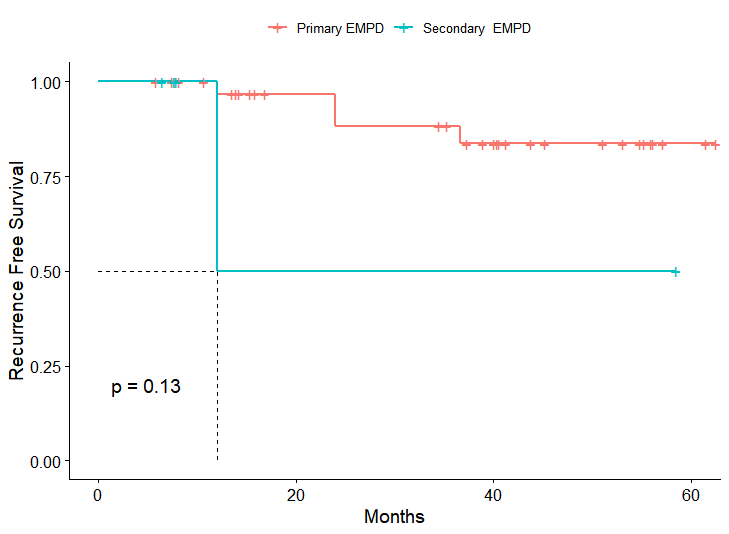 Primary EMPD Secondary  EMPD
Recurrence Free Survival
1.00
0.75
0.50
0.25
0.00
p = 0.13
0 20 40 60
Months